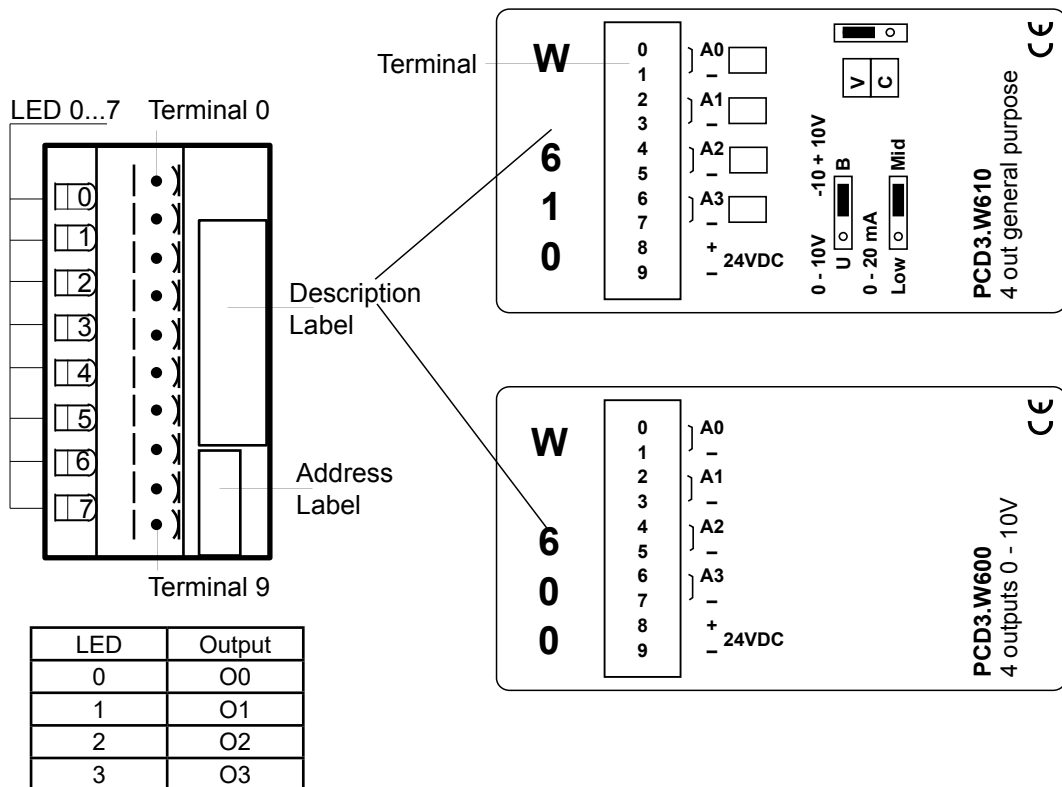 LED 0...7
Terminal 0
0
1
2
3
4
5
6
7
Terminal 9
Description
Label
Address
Label
Terminal
W
6
1
0
0
1
2
3
4
5
6
7
8
9
A0
–
A1
–
A2
–
A3
–
+
– 24VDC
V
C
0 - 10V
-10 + 10V
U
B
0 - 20 mA
Low
Mid
PCD3.W610
4 out general purpose
CE
W
6
0
0
0
1
2
3
4
5
6
7
8
9
A0
–
A1
–
A2
–
A3
–
+
– 24VDC
PCD3.W600
4 outputs 0 - 10V
CE
LED Output
0 O0
1 O1
2 O2
3 O3